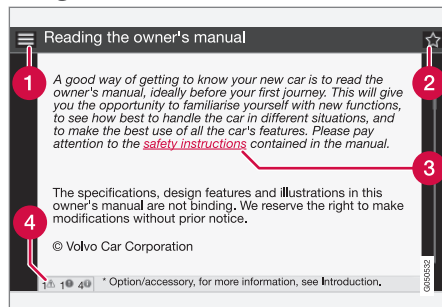 Reading the owner's manual
1
2
A good way of getting to know your new car is to read the
owner's manual, ideally before your first journey. This will give
you the opportunity to familiarise yourself with new functions,
to see how best to handle the car in different situations, and
to make the best use of all the car's features. Please pay
attention to the safety instructions contained in the manual.
3
The specifications, design features and illustrations in this
owner's manual are not binding. We reserve the right to make
modifications without prior notice.
4
© Volvo Car Corporation
1 1 4 * Option/accessory, for more information, see Introduction.
G050532